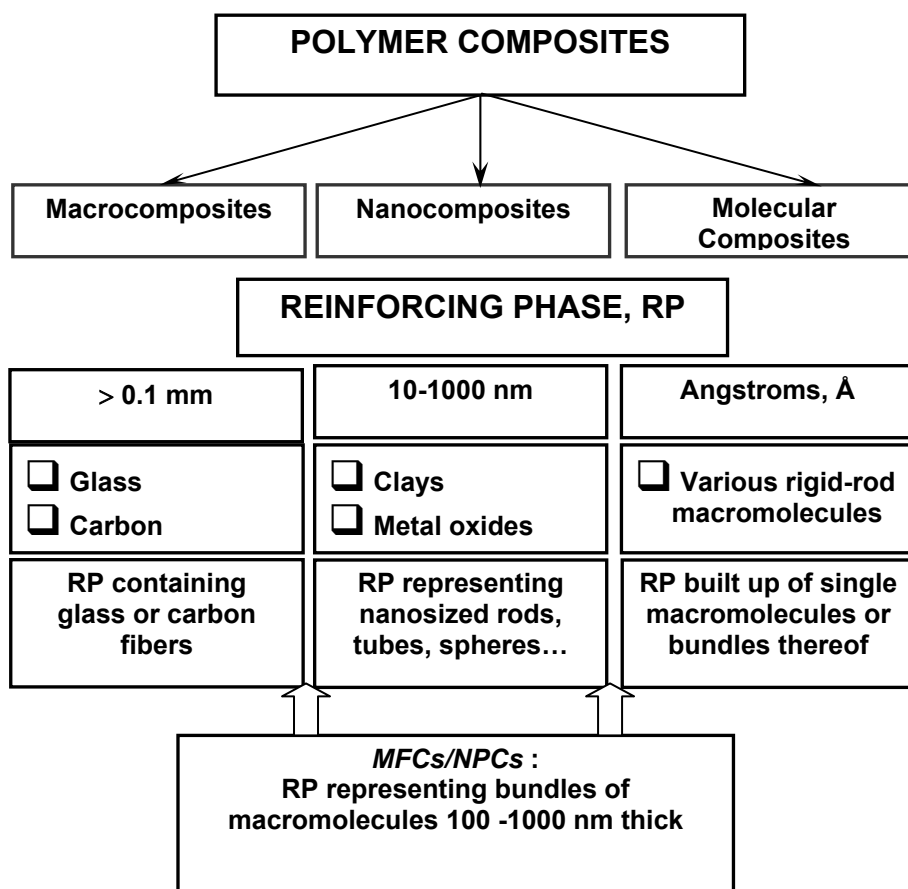 POLYMER COMPOSITES
Macrocomposites
Nanocomposites
Molecular
Composites
REINFORCING PHASE, RP
> 0.1 mm
10-1000 nm
Angstroms, Å
Glass
Carbon
Clays
Metal oxides
Various rigid-rod
macromolecules
RP containing
glass or carbon
fibers
RP representing
nanosized rods,
tubes, spheres…
RP built up of single
macromolecules or
bundles thereof
MFCs/NPCs :
RP representing bundles of
macromolecules 100 -1000 nm thick